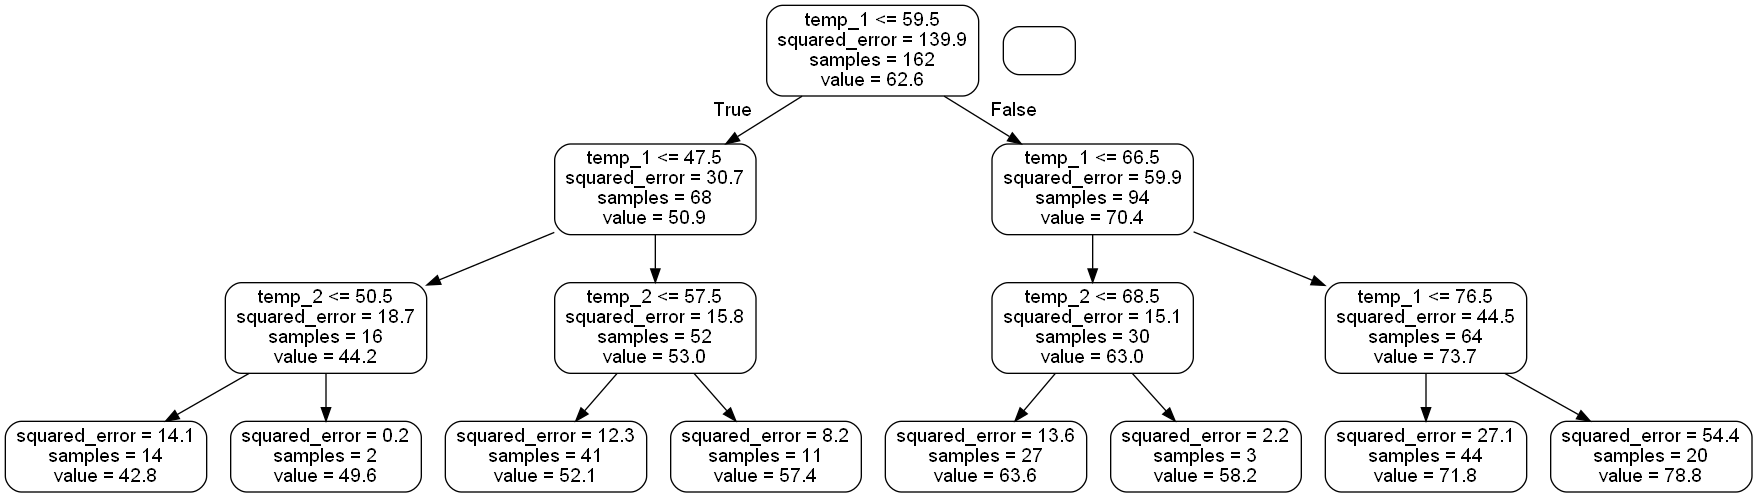 temp_1 <= 59.5
squared_error = 139.9
samples = 162
value = 62.6
True
False
temp_1 <= 47.5
squared_error = 30.7
samples = 68
value = 50.9
temp_1 <= 66.5
squared_error = 59.9
samples = 94
value = 70.4
temp_2 <= 50.5
squared_error = 18.7
samples = 16
value = 44.2
temp_2 <= 57.5
squared_error = 15.8
samples = 52
value = 53.0
temp_2 <= 68.5
squared_error = 15.1
samples = 30
value = 63.0
temp_1 <= 76.5
squared_error = 44.5
samples = 64
value = 73.7
squared_error = 14.1
samples = 14
value = 42.8
squared_error = 0.2
samples = 2
value = 49.6
squared_error = 12.3
samples = 41
value = 52.1
squared_error = 8.2
samples = 11
value = 57.4
squared_error = 13.6
samples = 27
value = 63.6
squared_error = 2.2
samples = 3
value = 58.2
squared_error = 27.1
samples = 44
value = 71.8
squared_error = 54.4
samples = 20
value = 78.8